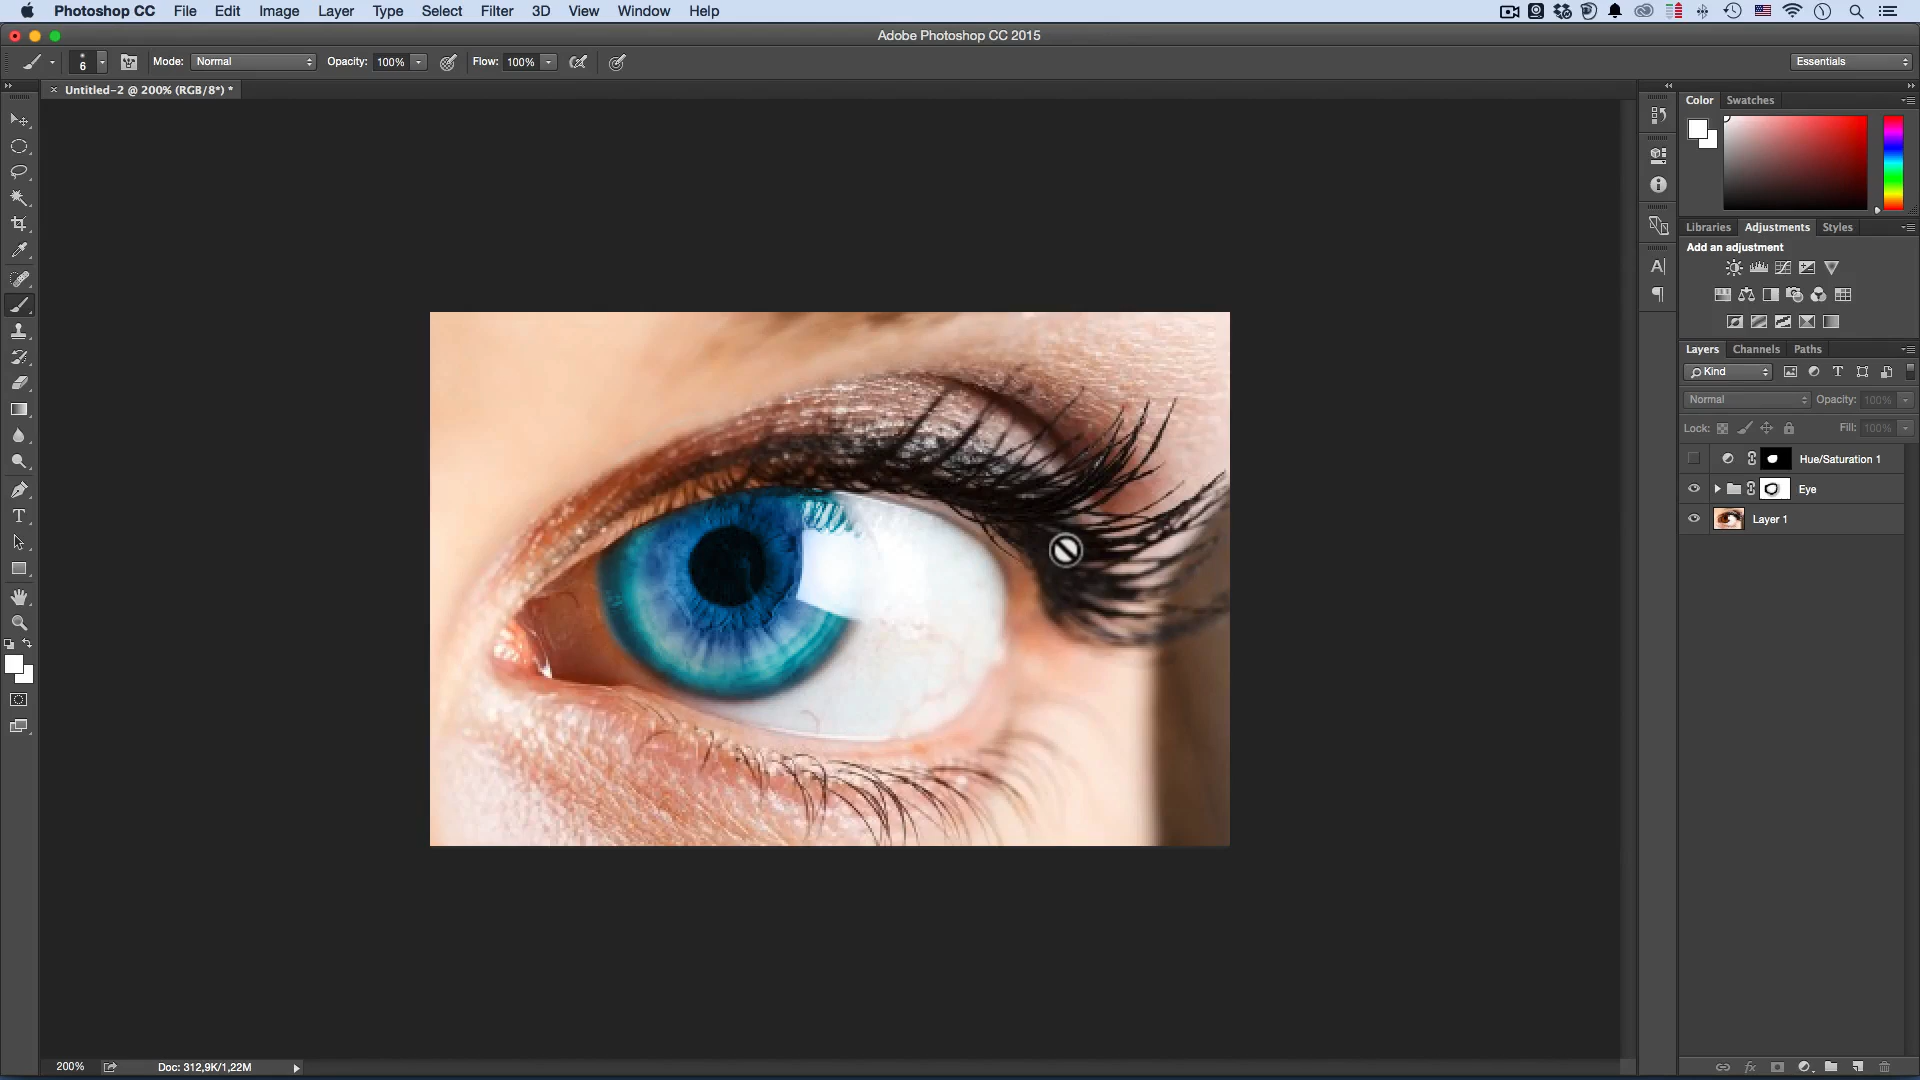 Photoshop CC File Edit Image Layer Type Select Filter 3D View Window Help
Adobe Photoshop CC 2015
6 Mode: Normal Opacity: 100% Flow: 100% Essentials
Untitled-2 @ 200% (RGB/8*) *
Color Swatches
Libraries Adjustments Styles
Add an adjustment
Layers Channels Paths
Kind
Normal Opacity: 100%
Lock: Fill: 100%
Hue/Saturation 1
Eye
Layer 1
200% Doc: 312,9K/1,22M